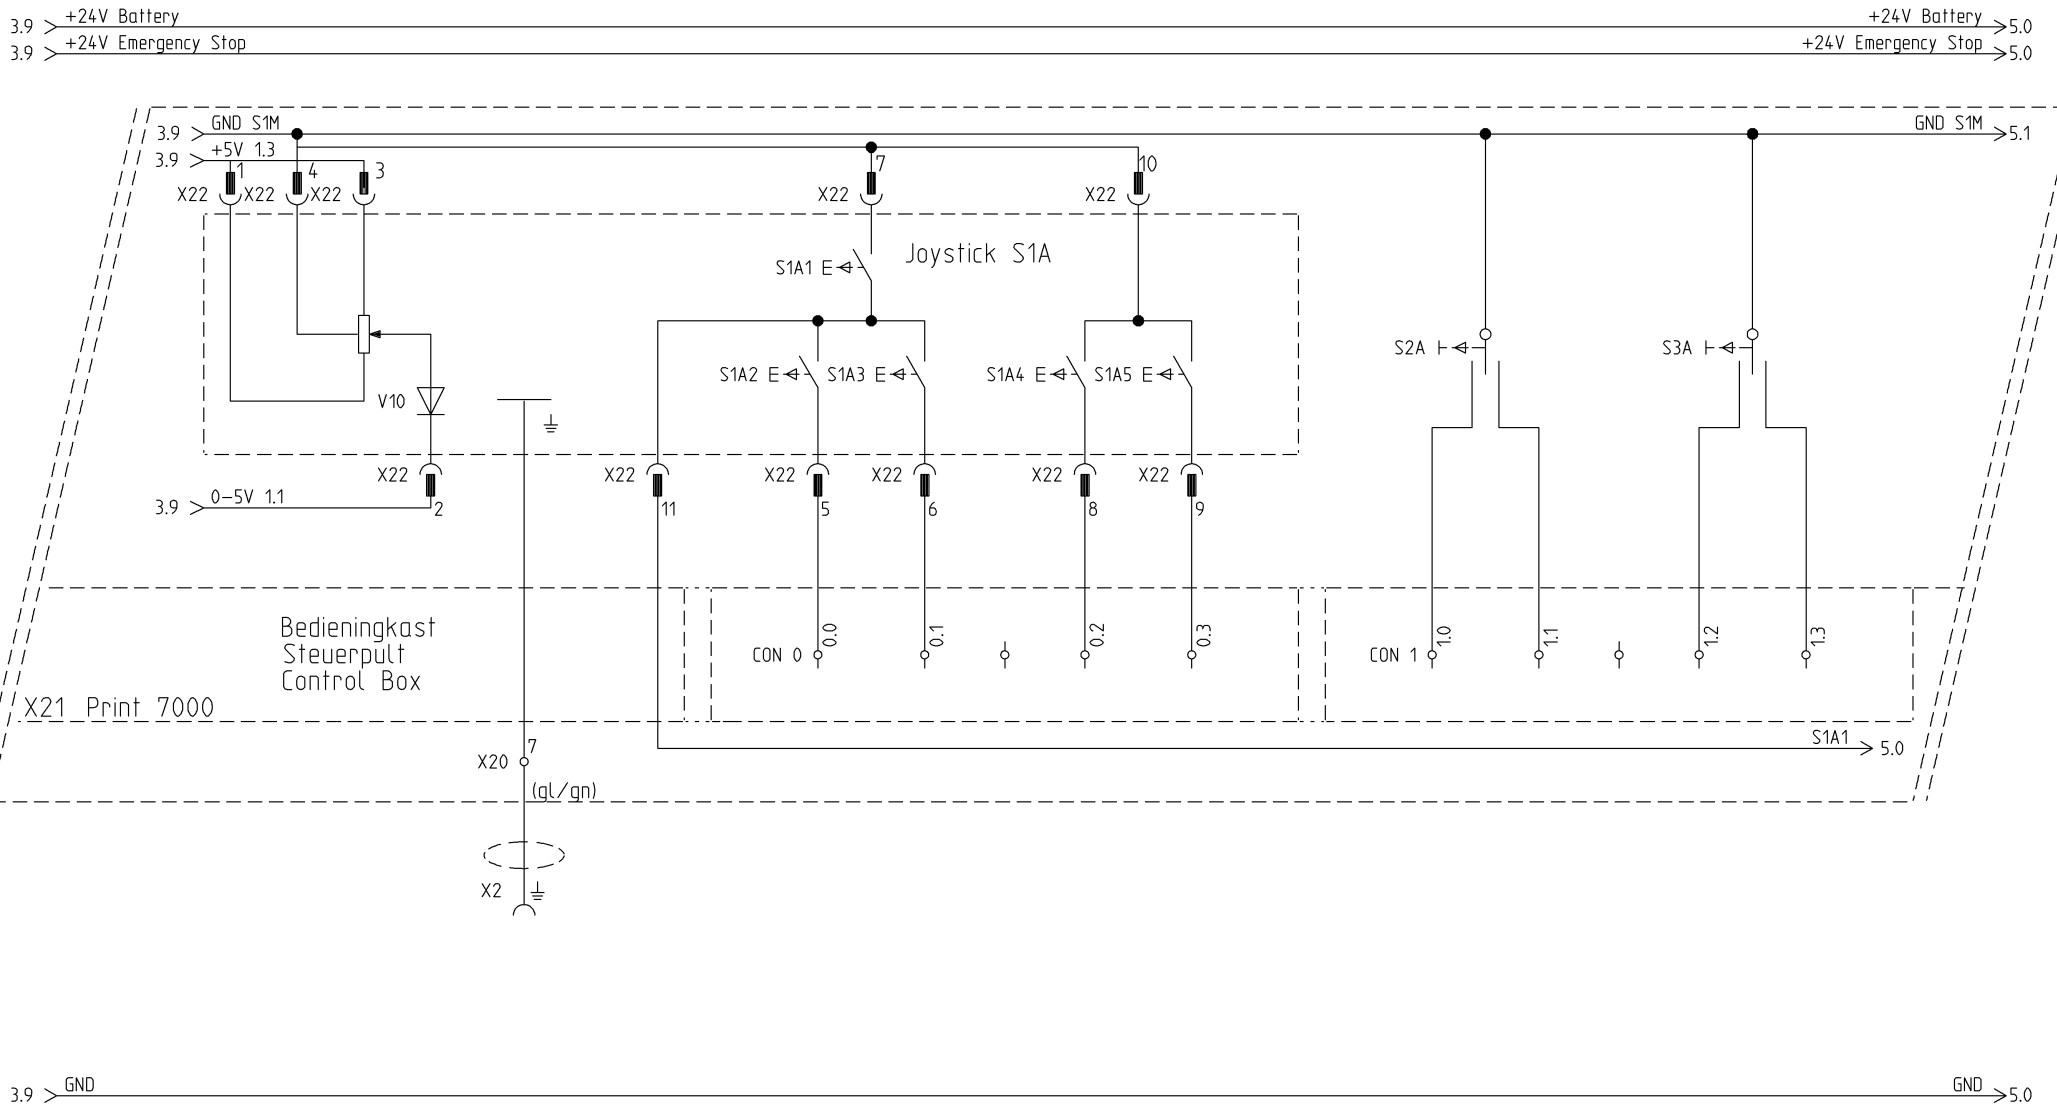 3.9 +24V Battery +24V Battery 5.0
3.9 +24V Emergency Stop +24V Emergency Stop 5.0
3.9 GND S1M GND S1M 5.1
3.9 +5V 1.3
1 4 3 7 10
X22 X22 X22 X22 X22
Joystick S1A
S1A1
S2A S3A
S1A2 S1A3 S1A4 S1A5
V10
X22 X22 X22 X22 X22 X22
3.9 0-5V 1.1
2 11 5 6 8 9
Bedieningkast
Steuerpult
Control Box
0.0 0.1 0.2 0.3 1.0 1.1 1.2 1.3
CON 0 CON 1
X21 Print 7000
S1A1 5.0
7
X20
(gl/gn)
X2
3.9 GND GND 5.0